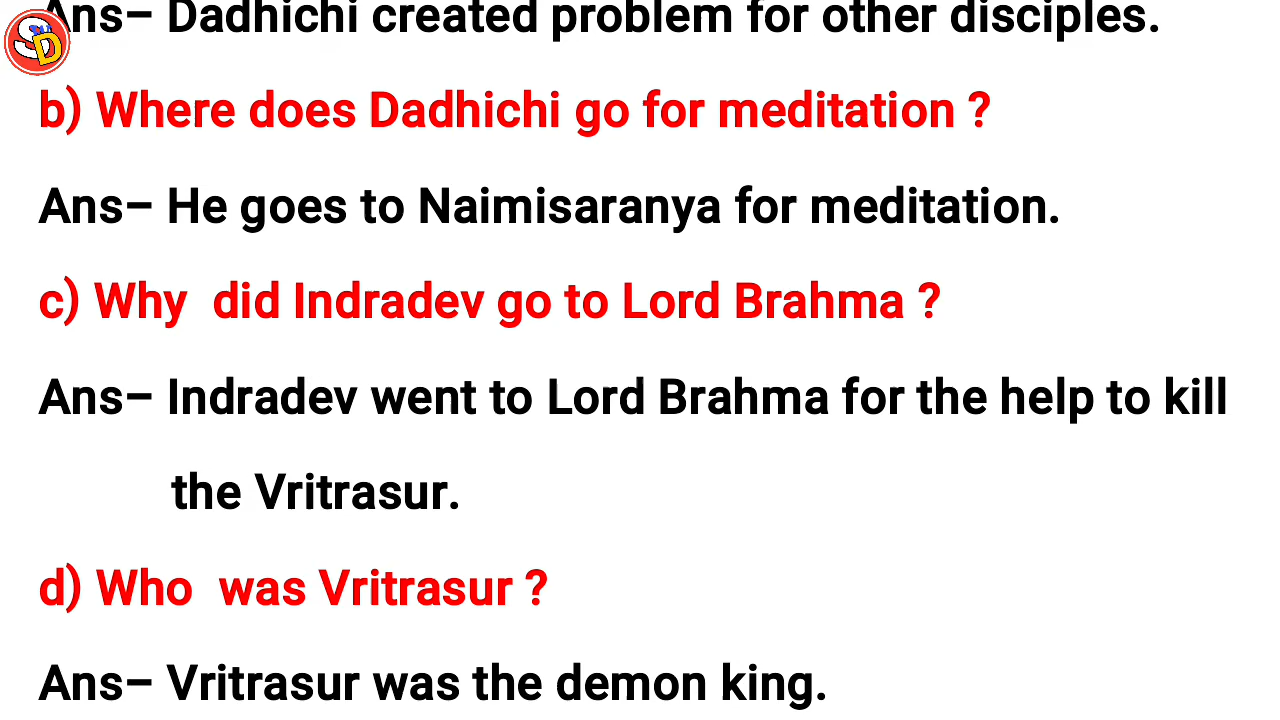 Ans– Dadhichi created problem for other disciples.
SD
b) Where does Dadhichi go for meditation ?
Ans– He goes to Naimisaranya for meditation.
c) Why did Indradev go to Lord Brahma ?
Ans– Indradev went to Lord Brahma for the help to kill
the Vritrasur.
d) Who was Vritrasur ?
Ans– Vritrasur was the demon king.